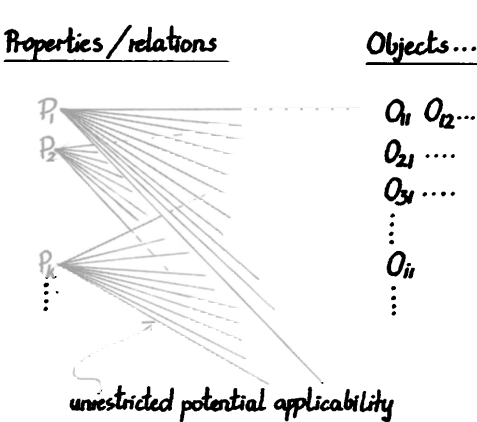 Properties/relations Objects...
P₁ O₁₁ O₁₂...
P₂ O₂₁ ....
O₃₁ ....
Pₖ Oᵢ₁
unrestricted potential applicability